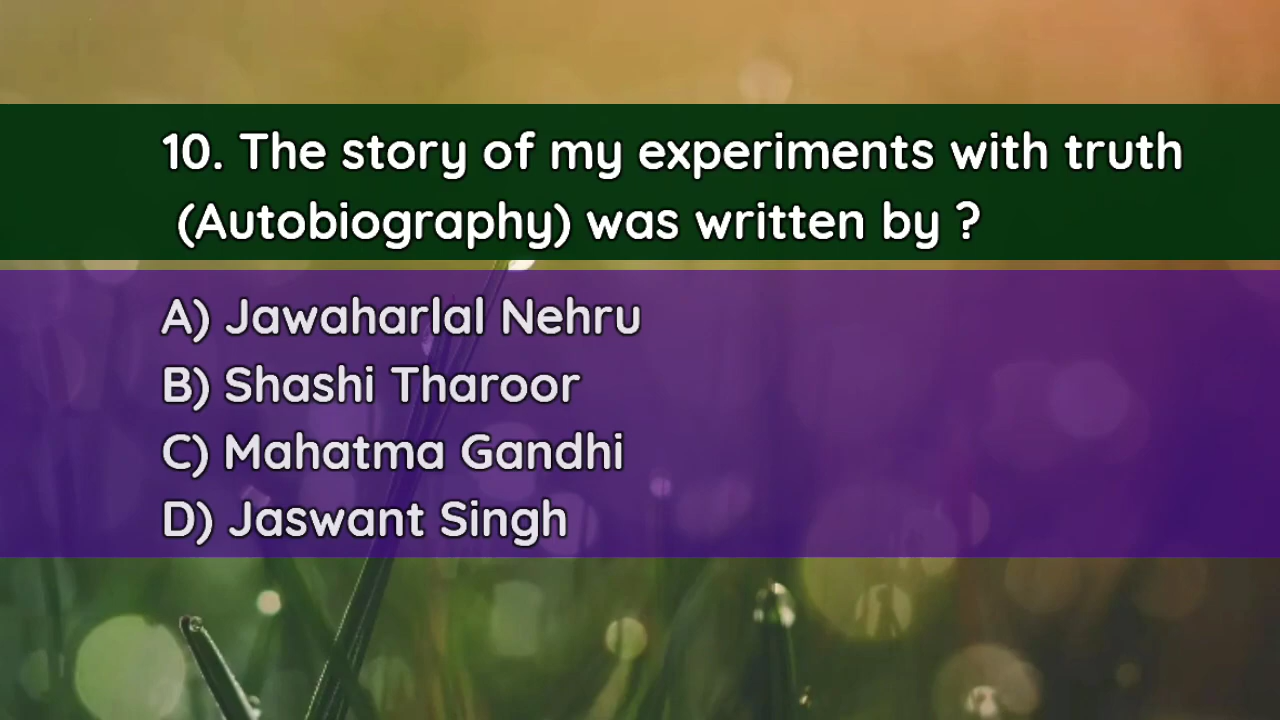 10. The story of my experiments with truth
(Autobiography) was written by ?
A) Jawaharlal Nehru
B) Shashi Tharoor
C) Mahatma Gandhi
D) Jaswant Singh